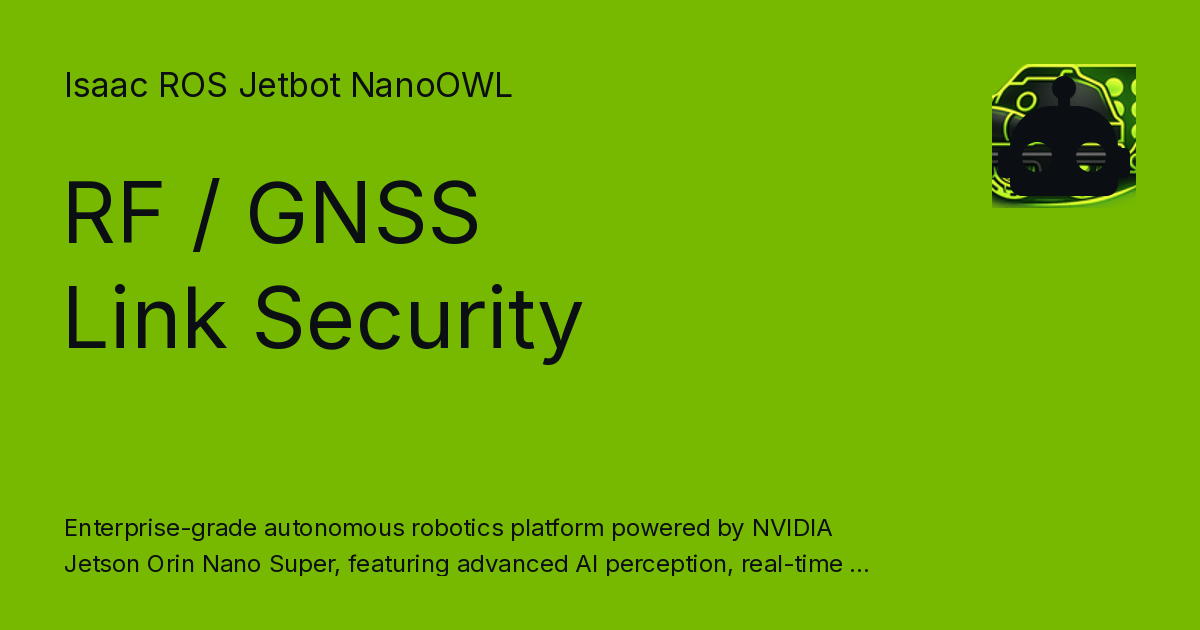 Isaac ROS Jetbot NanoOWL
RF / GNSS
Link Security
Enterprise-grade autonomous robotics platform powered by NVIDIA
Jetson Orin Nano Super, featuring advanced AI perception, real-time ...